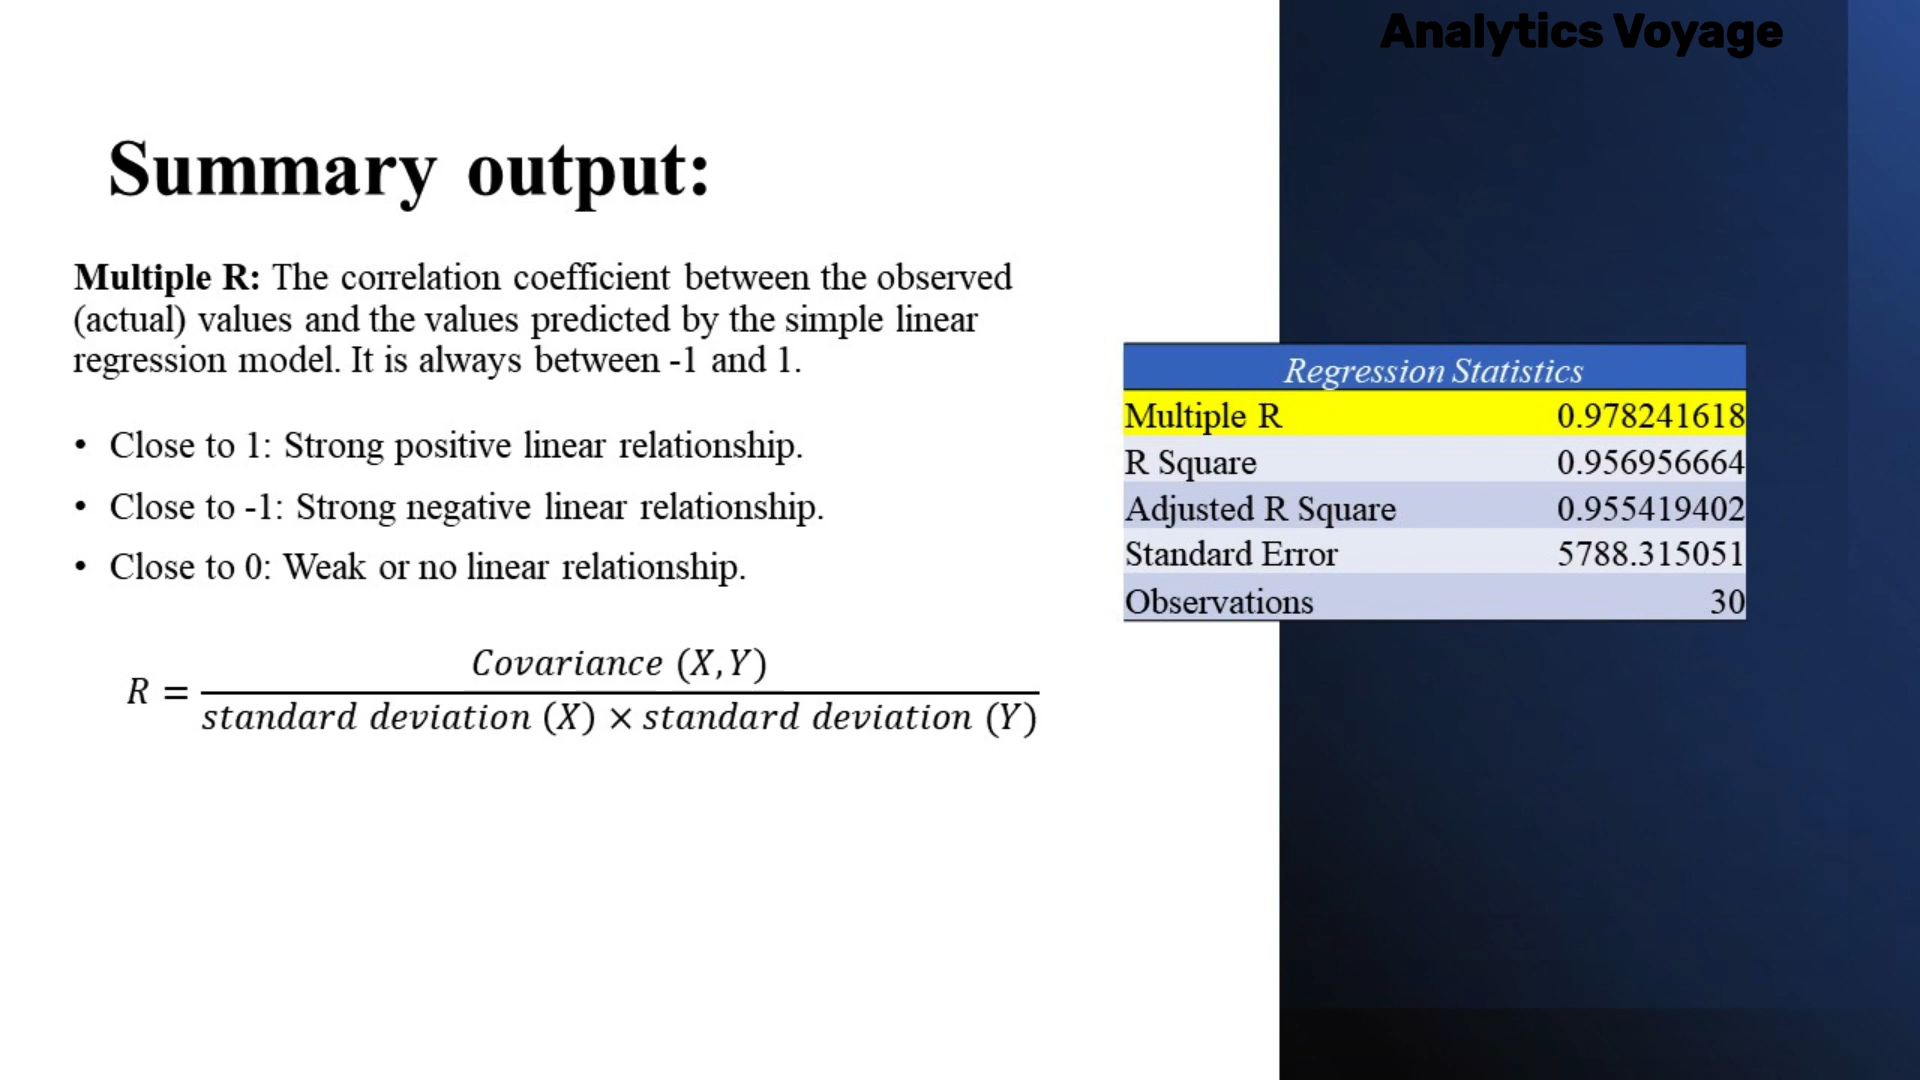 Analytics Voyage
Summary output:
Multiple R: The correlation coefficient between the observed
(actual) values and the values predicted by the simple linear
regression model. It is always between -1 and 1.
• Close to 1: Strong positive linear relationship.
• Close to -1: Strong negative linear relationship.
• Close to 0: Weak or no linear relationship.
R = Covariance (X,Y)
standard deviation (X) × standard deviation (Y)
Regression Statistics
Multiple R 0.978241618
R Square 0.956956664
Adjusted R Square 0.955419402
Standard Error 5788.315051
Observations 30